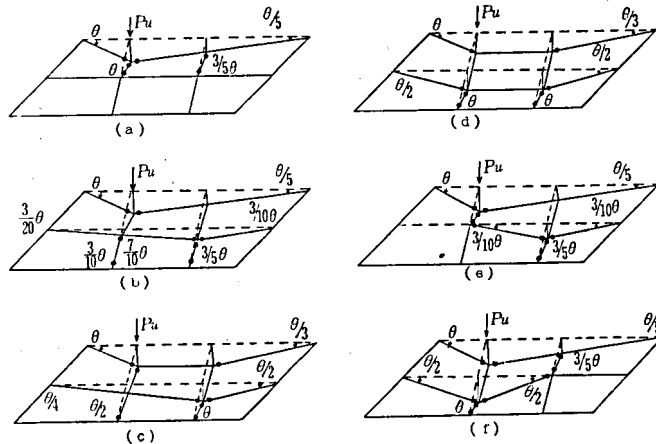 Pu
θ
θ/5
θ
3/5θ
(a)
Pu
θ/3
θ/2
θ/2
θ
θ
(d)
Pu
θ
θ/5
3/20 θ
3/10θ
3/10θ
7/10θ
3/5θ
(b)
Pu
θ
θ/5
3/10θ
3/10θ
3/5θ
(e)
Pu
θ
θ/3
θ/2
θ/4
θ/2
θ
(c)
Pu
θ
θ/2
3/5θ
θ
θ/2
(f)